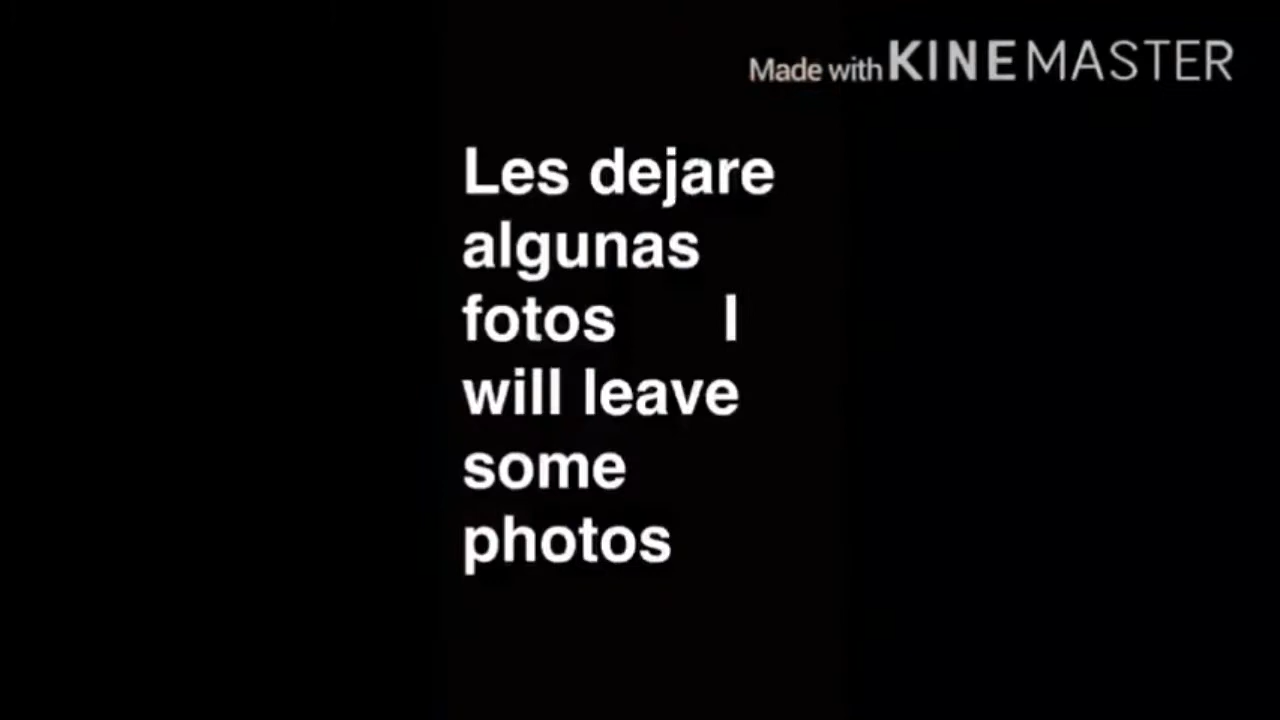 Made with KINEMASTER
Les dejare
algunas
fotos I
will leave
some
photos